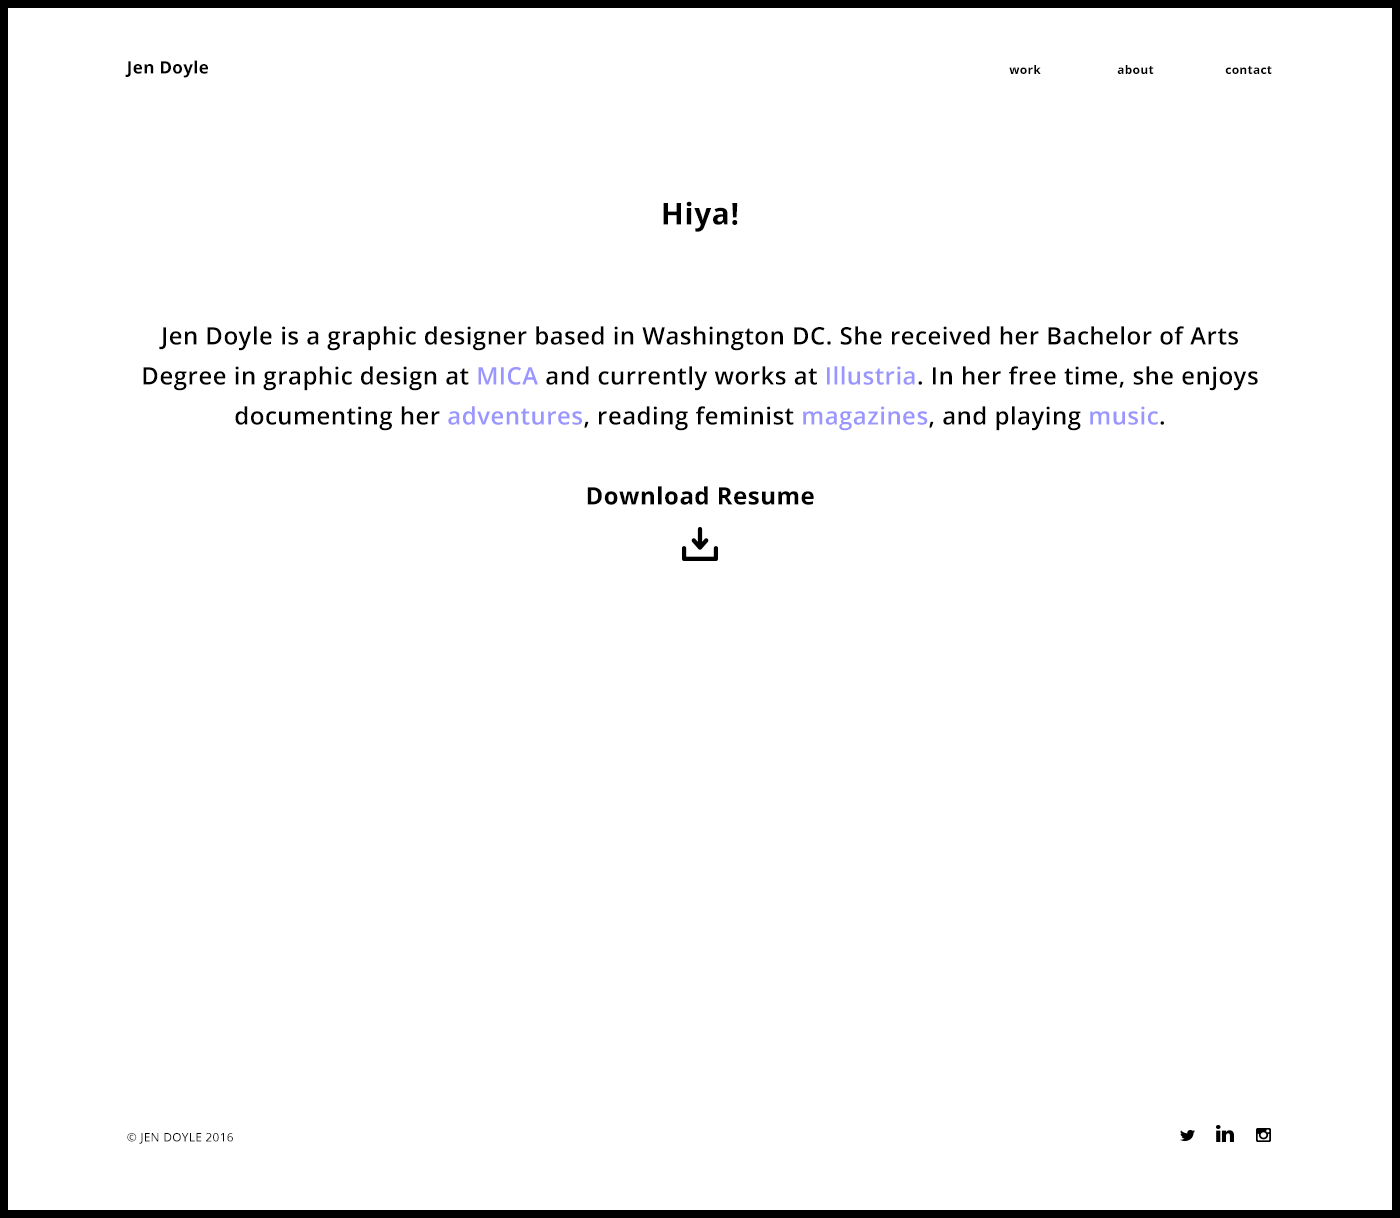 Jen Doyle
work
about
contact
Hiya!
Jen Doyle is a graphic designer based in Washington DC. She received her Bachelor of Arts
Degree in graphic design at MICA and currently works at Illustria. In her free time, she enjoys
documenting her adventures, reading feminist magazines, and playing music.
Download Resume
© JEN DOYLE 2016
in